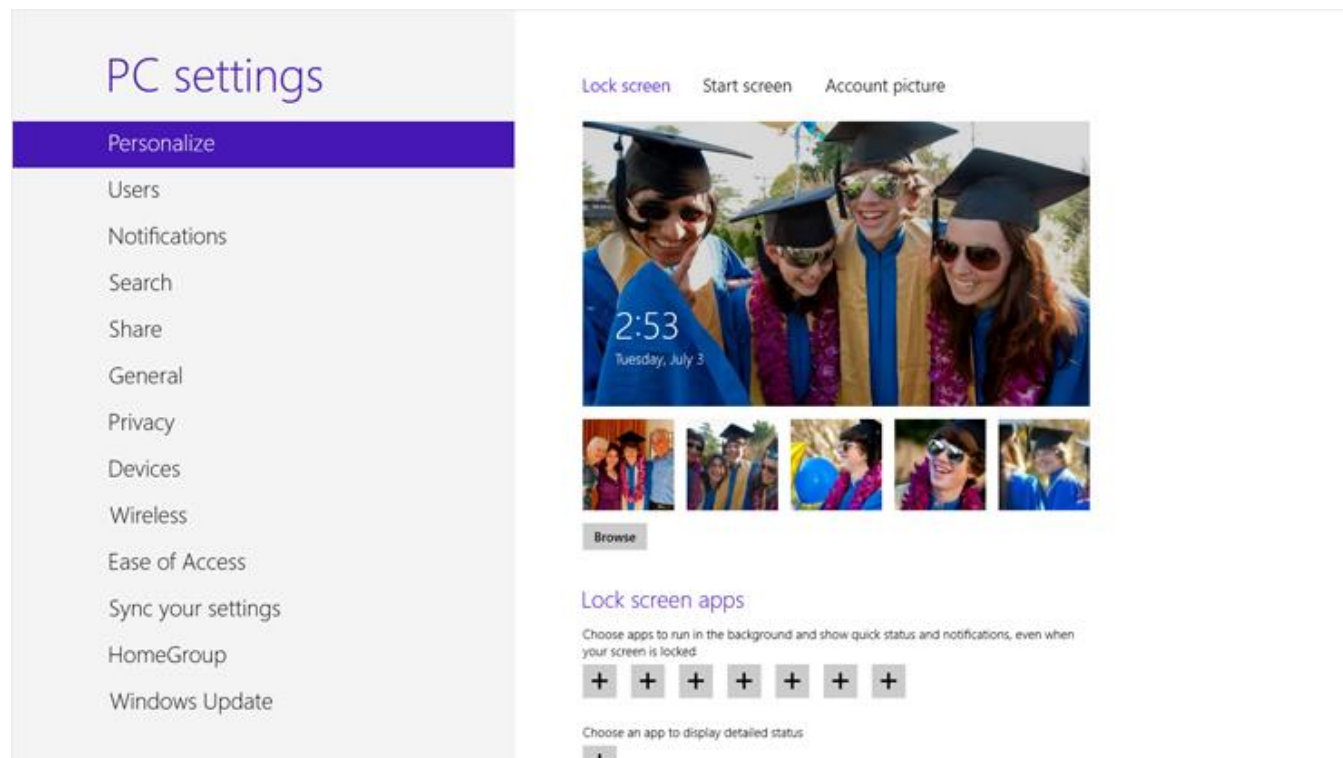 PC settings
Personalize
Users
Notifications
Search
Share
General
Privacy
Devices
Wireless
Ease of Access
Sync your settings
HomeGroup
Windows Update
Lock screen Start screen Account picture
2:53
Tuesday, July 3
Browse
Lock screen apps
Choose apps to run in the background and show quick status and notifications, even when
your screen is locked
+ + + + + + +
Choose an app to display detailed status
+